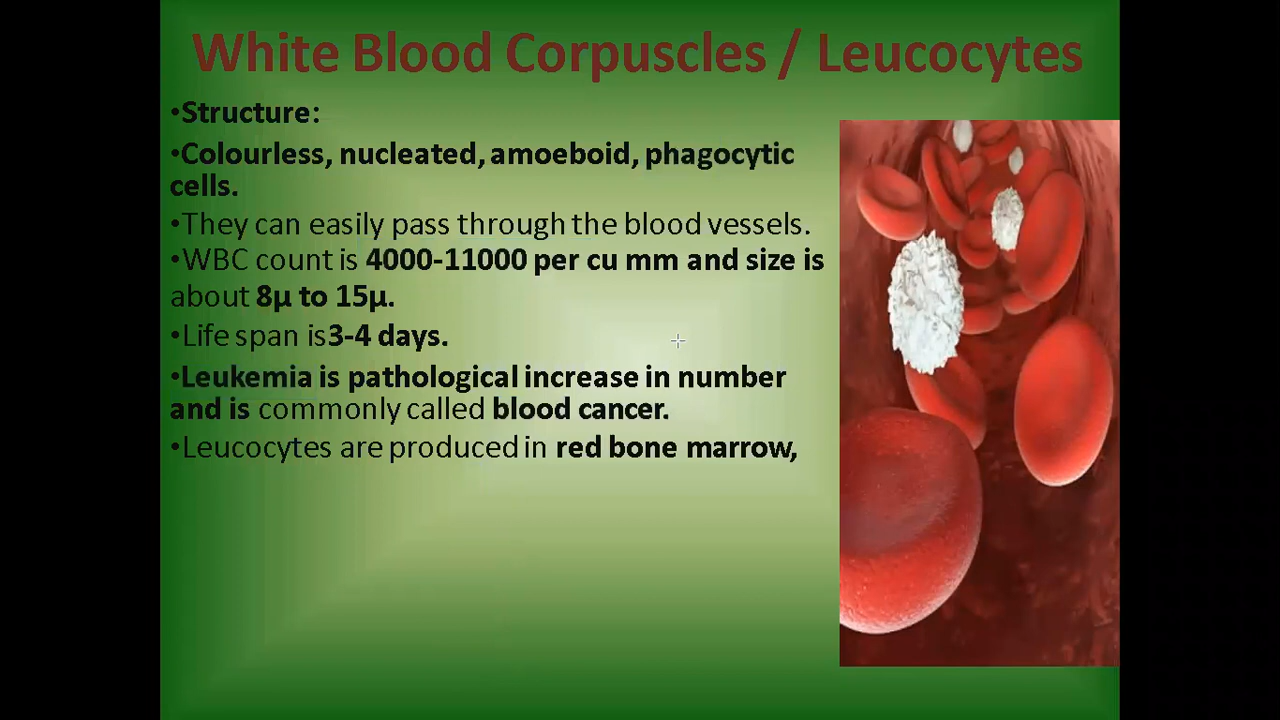 White Blood Corpuscles / Leucocytes
•Structure:
•Colourless, nucleated, amoeboid, phagocytic
cells.
•They can easily pass through the blood vessels.
•WBC count is 4000-11000 per cu mm and size is
about 8µ to 15µ.
•Life span is3-4 days.
•Leukemia is pathological increase in number
and is commonly called blood cancer.
•Leucocytes are produced in red bone marrow,